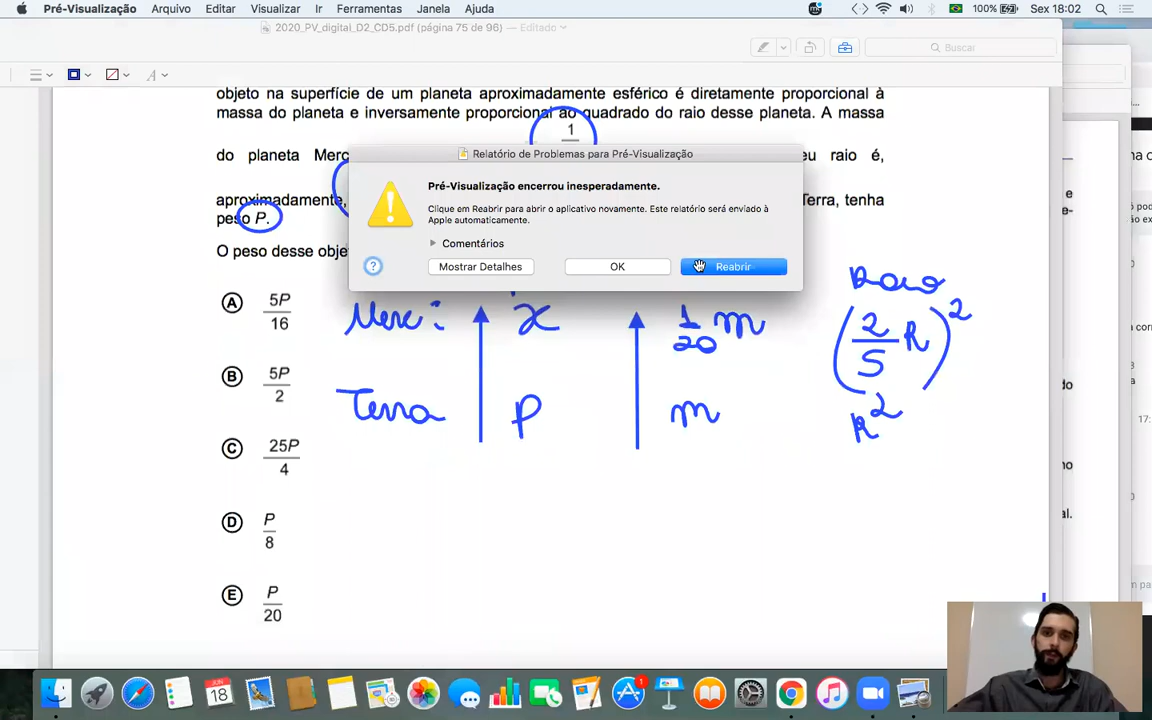 Pré-Visualização Arquivo Editar Visualizar Ir Ferramentas Janela Ajuda 100% Sex 18:02
2020_PV_digital_D2_CD5.pdf (página 75 de 96) — Editado
Buscar
objeto na superfície de um planeta aproximadamente esférico é diretamente proporcional à
massa do planeta e inversamente proporcional ao quadrado do raio desse planeta. A massa
1
do planeta Merc
eu raio é,
Relatório de Problemas para Pré-Visualização
Pré-Visualização encerrou inesperadamente.
Clique em Reabrir para abrir o aplicativo novamente. Este relatório será enviado à
Apple automaticamente.
Comentários
? Mostrar Detalhes OK Reabrir
aproximadamente,
Terra, tenha
peso P.
O peso desse obje
A 5P
16
B 5P
2
C 25P
4
D P
8
E P
20
Raio
Merc: x 1/20 m (2/5 R)²
Terra P m R²
JUN
18
1
17: